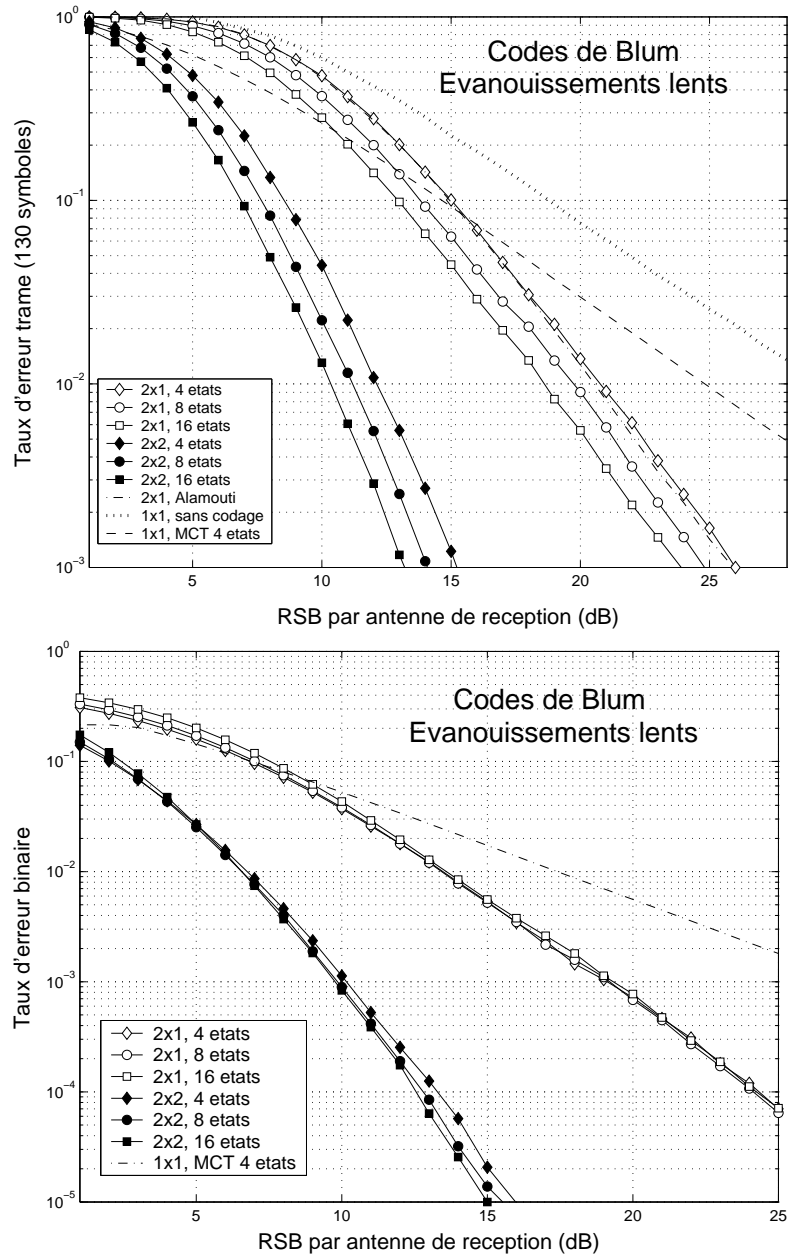 10^0
10^-1
10^-2
10^-3
Taux d'erreur trame (130 symboles)
Codes de Blum
Evanouissements lents
2x1, 4 etats
2x1, 8 etats
2x1, 16 etats
2x2, 4 etats
2x2, 8 etats
2x2, 16 etats
2x1, Alamouti
1x1, sans codage
1x1, MCT 4 etats
5 10 15 20 25
RSB par antenne de reception (dB)
10^0
10^-1
10^-2
10^-3
10^-4
10^-5
Taux d'erreur binaire
Codes de Blum
Evanouissements lents
2x1, 4 etats
2x1, 8 etats
2x1, 16 etats
2x2, 4 etats
2x2, 8 etats
2x2, 16 etats
1x1, MCT 4 etats
5 10 15 20 25
RSB par antenne de reception (dB)